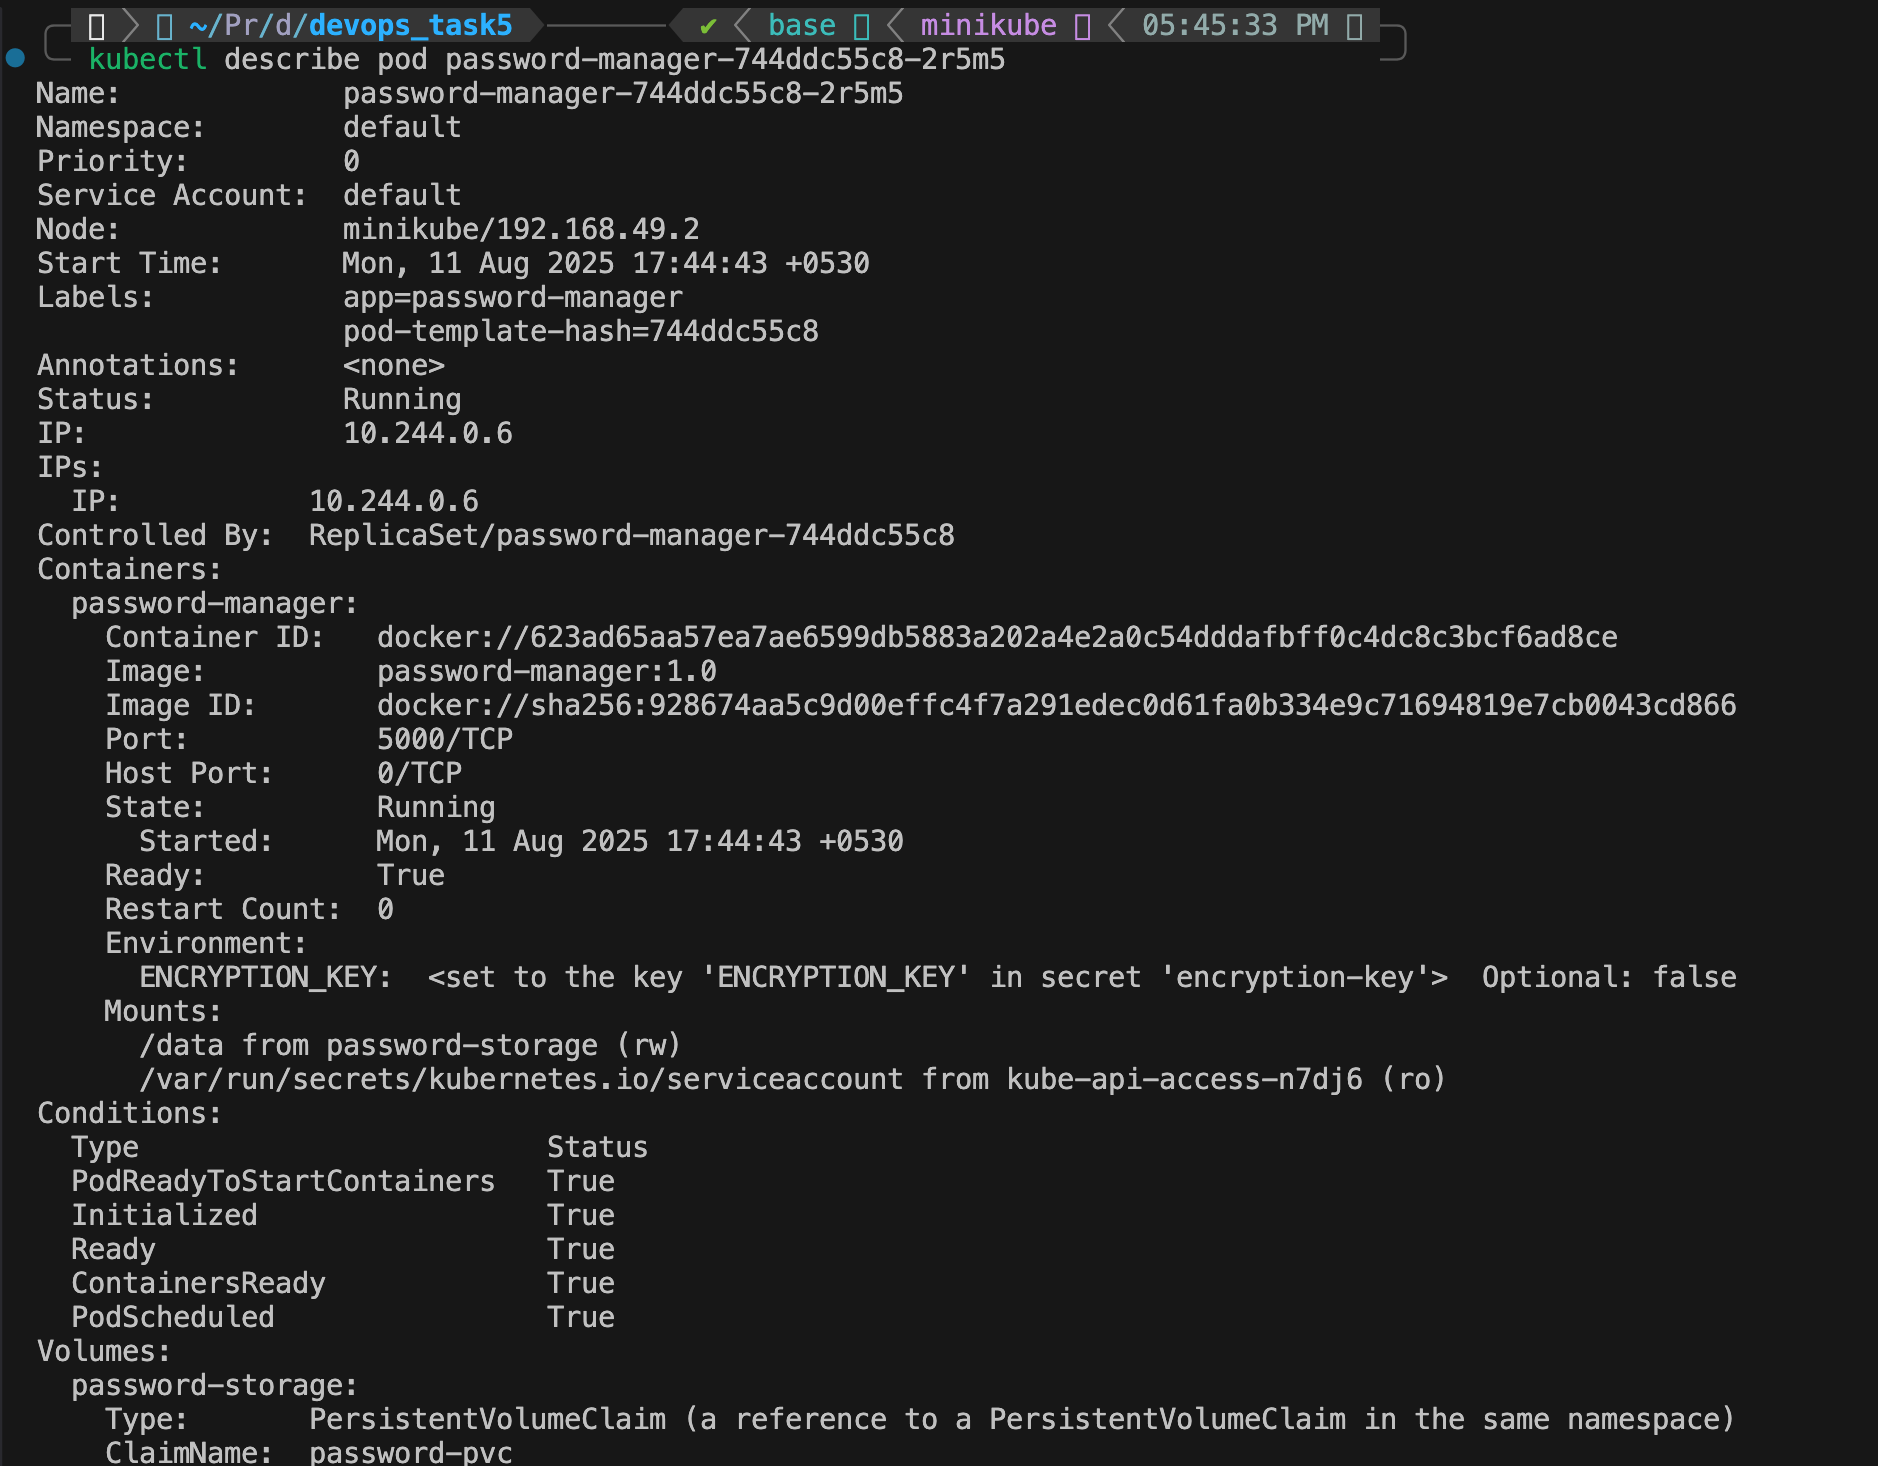 ~/Pr/d/devops_task5 ✔ base minikube 05:45:33 PM
kubectl describe pod password-manager-744ddc55c8-2r5m5
Name:             password-manager-744ddc55c8-2r5m5
Namespace:        default
Priority:         0
Service Account:  default
Node:             minikube/192.168.49.2
Start Time:       Mon, 11 Aug 2025 17:44:43 +0530
Labels:           app=password-manager
                  pod-template-hash=744ddc55c8
Annotations:      <none>
Status:           Running
IP:               10.244.0.6
IPs:
  IP:           10.244.0.6
Controlled By:  ReplicaSet/password-manager-744ddc55c8
Containers:
  password-manager:
    Container ID:   docker://623ad65aa57ea7ae6599db5883a202a4e2a0c54dddafbff0c4dc8c3bcf6ad8ce
    Image:          password-manager:1.0
    Image ID:       docker://sha256:928674aa5c9d00effc4f7a291edec0d61fa0b334e9c71694819e7cb0043cd866
    Port:           5000/TCP
    Host Port:      0/TCP
    State:          Running
      Started:      Mon, 11 Aug 2025 17:44:43 +0530
    Ready:          True
    Restart Count:  0
    Environment:
      ENCRYPTION_KEY:  <set to the key 'ENCRYPTION_KEY' in secret 'encryption-key'>  Optional: false
    Mounts:
      /data from password-storage (rw)
      /var/run/secrets/kubernetes.io/serviceaccount from kube-api-access-n7dj6 (ro)
Conditions:
  Type                        Status
  PodReadyToStartContainers   True
  Initialized                 True
  Ready                       True
  ContainersReady             True
  PodScheduled                True
Volumes:
  password-storage:
    Type:       PersistentVolumeClaim (a reference to a PersistentVolumeClaim in the same namespace)
    ClaimName:  password-pvc